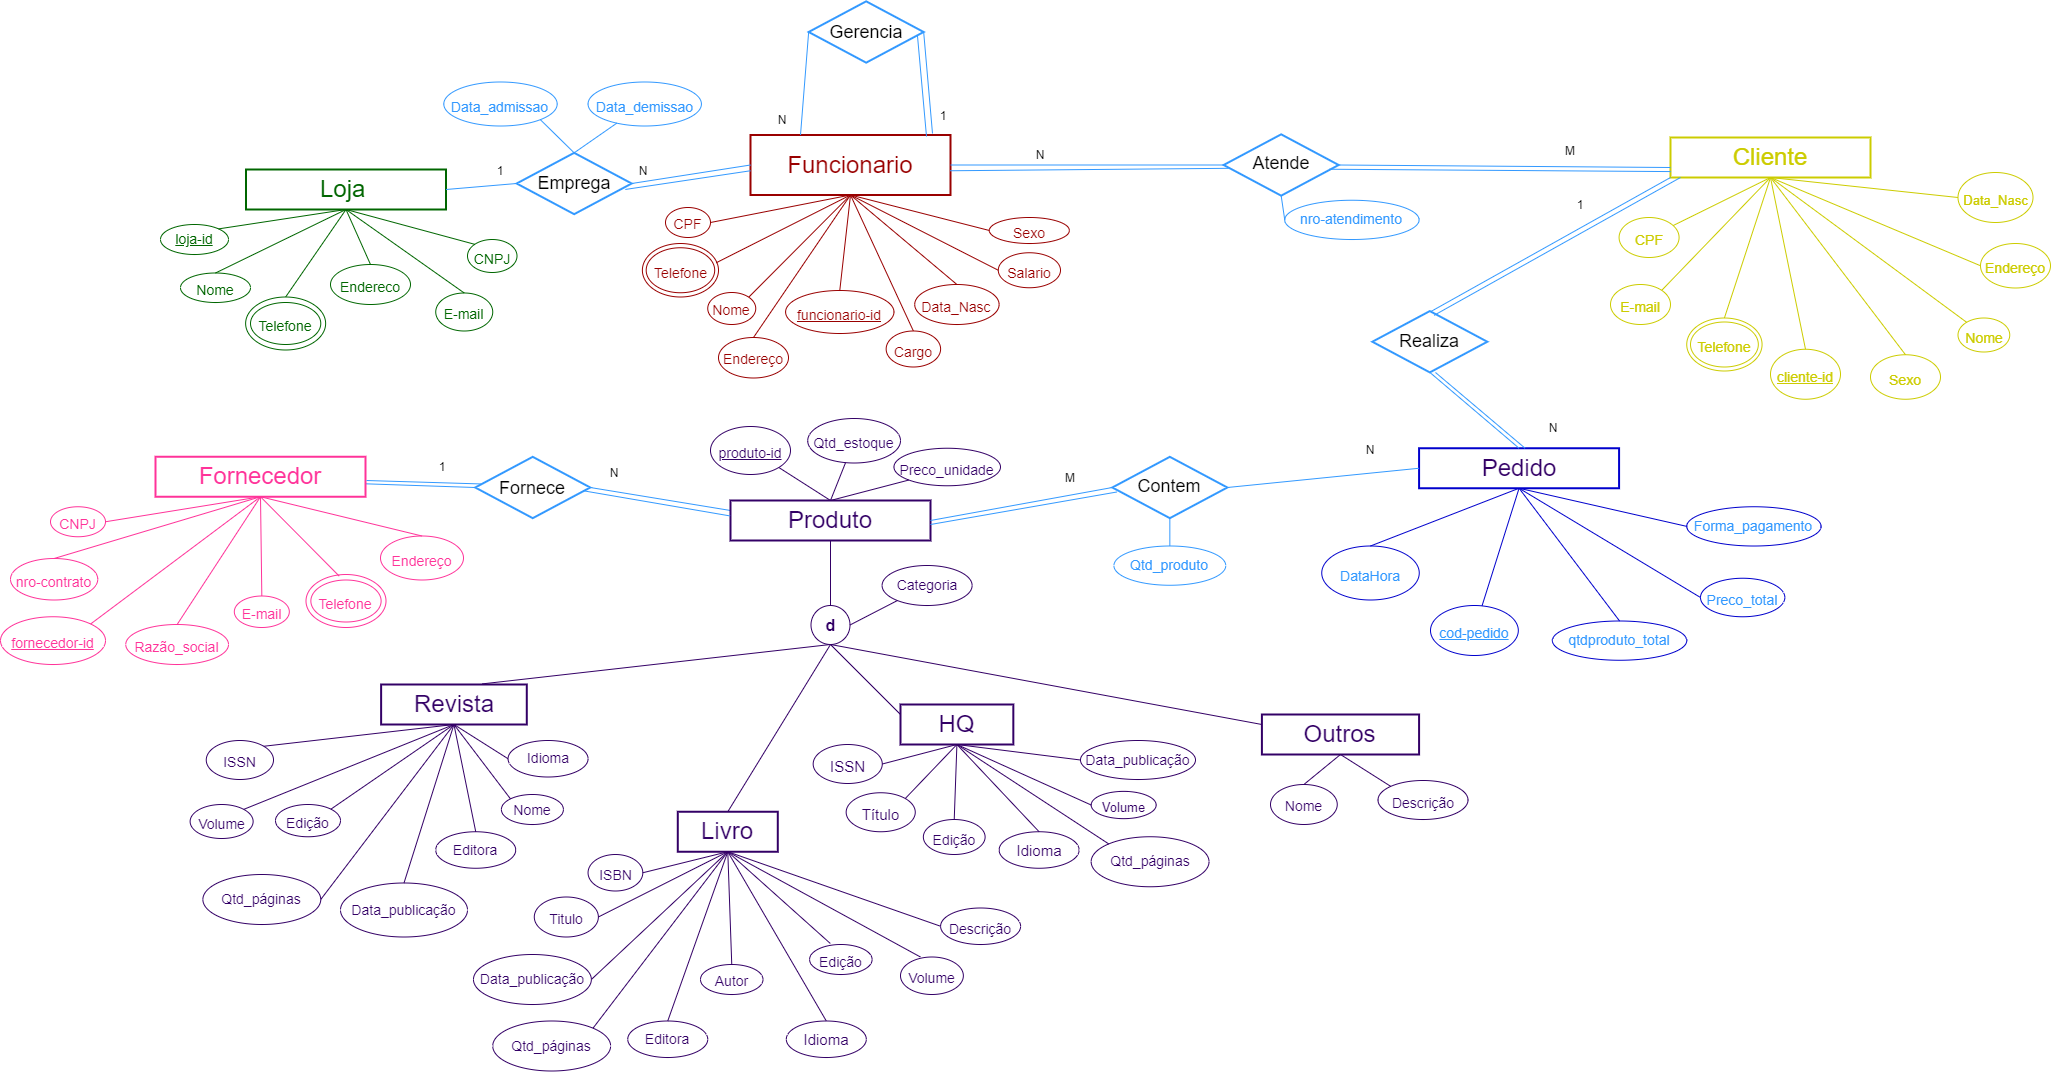 Gerencia
Data_admissao
Data_demissao
N
1
Funcionario
N
Atende
M
Cliente
Loja
1
Emprega
N
nro-atendimento
1
loja-id
Nome
Telefone
Endereco
E-mail
CNPJ
CPF
Telefone
Nome
Endereço
funcionario-id
Cargo
Data_Nasc
Salario
Sexo
CPF
E-mail
Telefone
cliente-id
Sexo
Nome
Endereço
Data_Nasc
Realiza
N
Fornecedor
1
Fornece
N
produto-id
Qtd_estoque
Preco_unidade
Produto
M
Contem
N
Pedido
Qtd_produto
CNPJ
nro-contrato
fornecedor-id
Razão_social
E-mail
Telefone
Endereço
DataHora
cod-pedido
qtdproduto_total
Preco_total
Forma_pagamento
Categoria
d
Revista
HQ
Outros
Livro
ISSN
Volume
Edição
Qtd_páginas
Data_publicação
Editora
Nome
Idioma
ISSN
Título
Edição
Idioma
Qtd_páginas
Volume
Data_publicação
Nome
Descrição
ISBN
Titulo
Data_publicação
Qtd_páginas
Editora
Autor
Idioma
Edição
Volume
Descrição